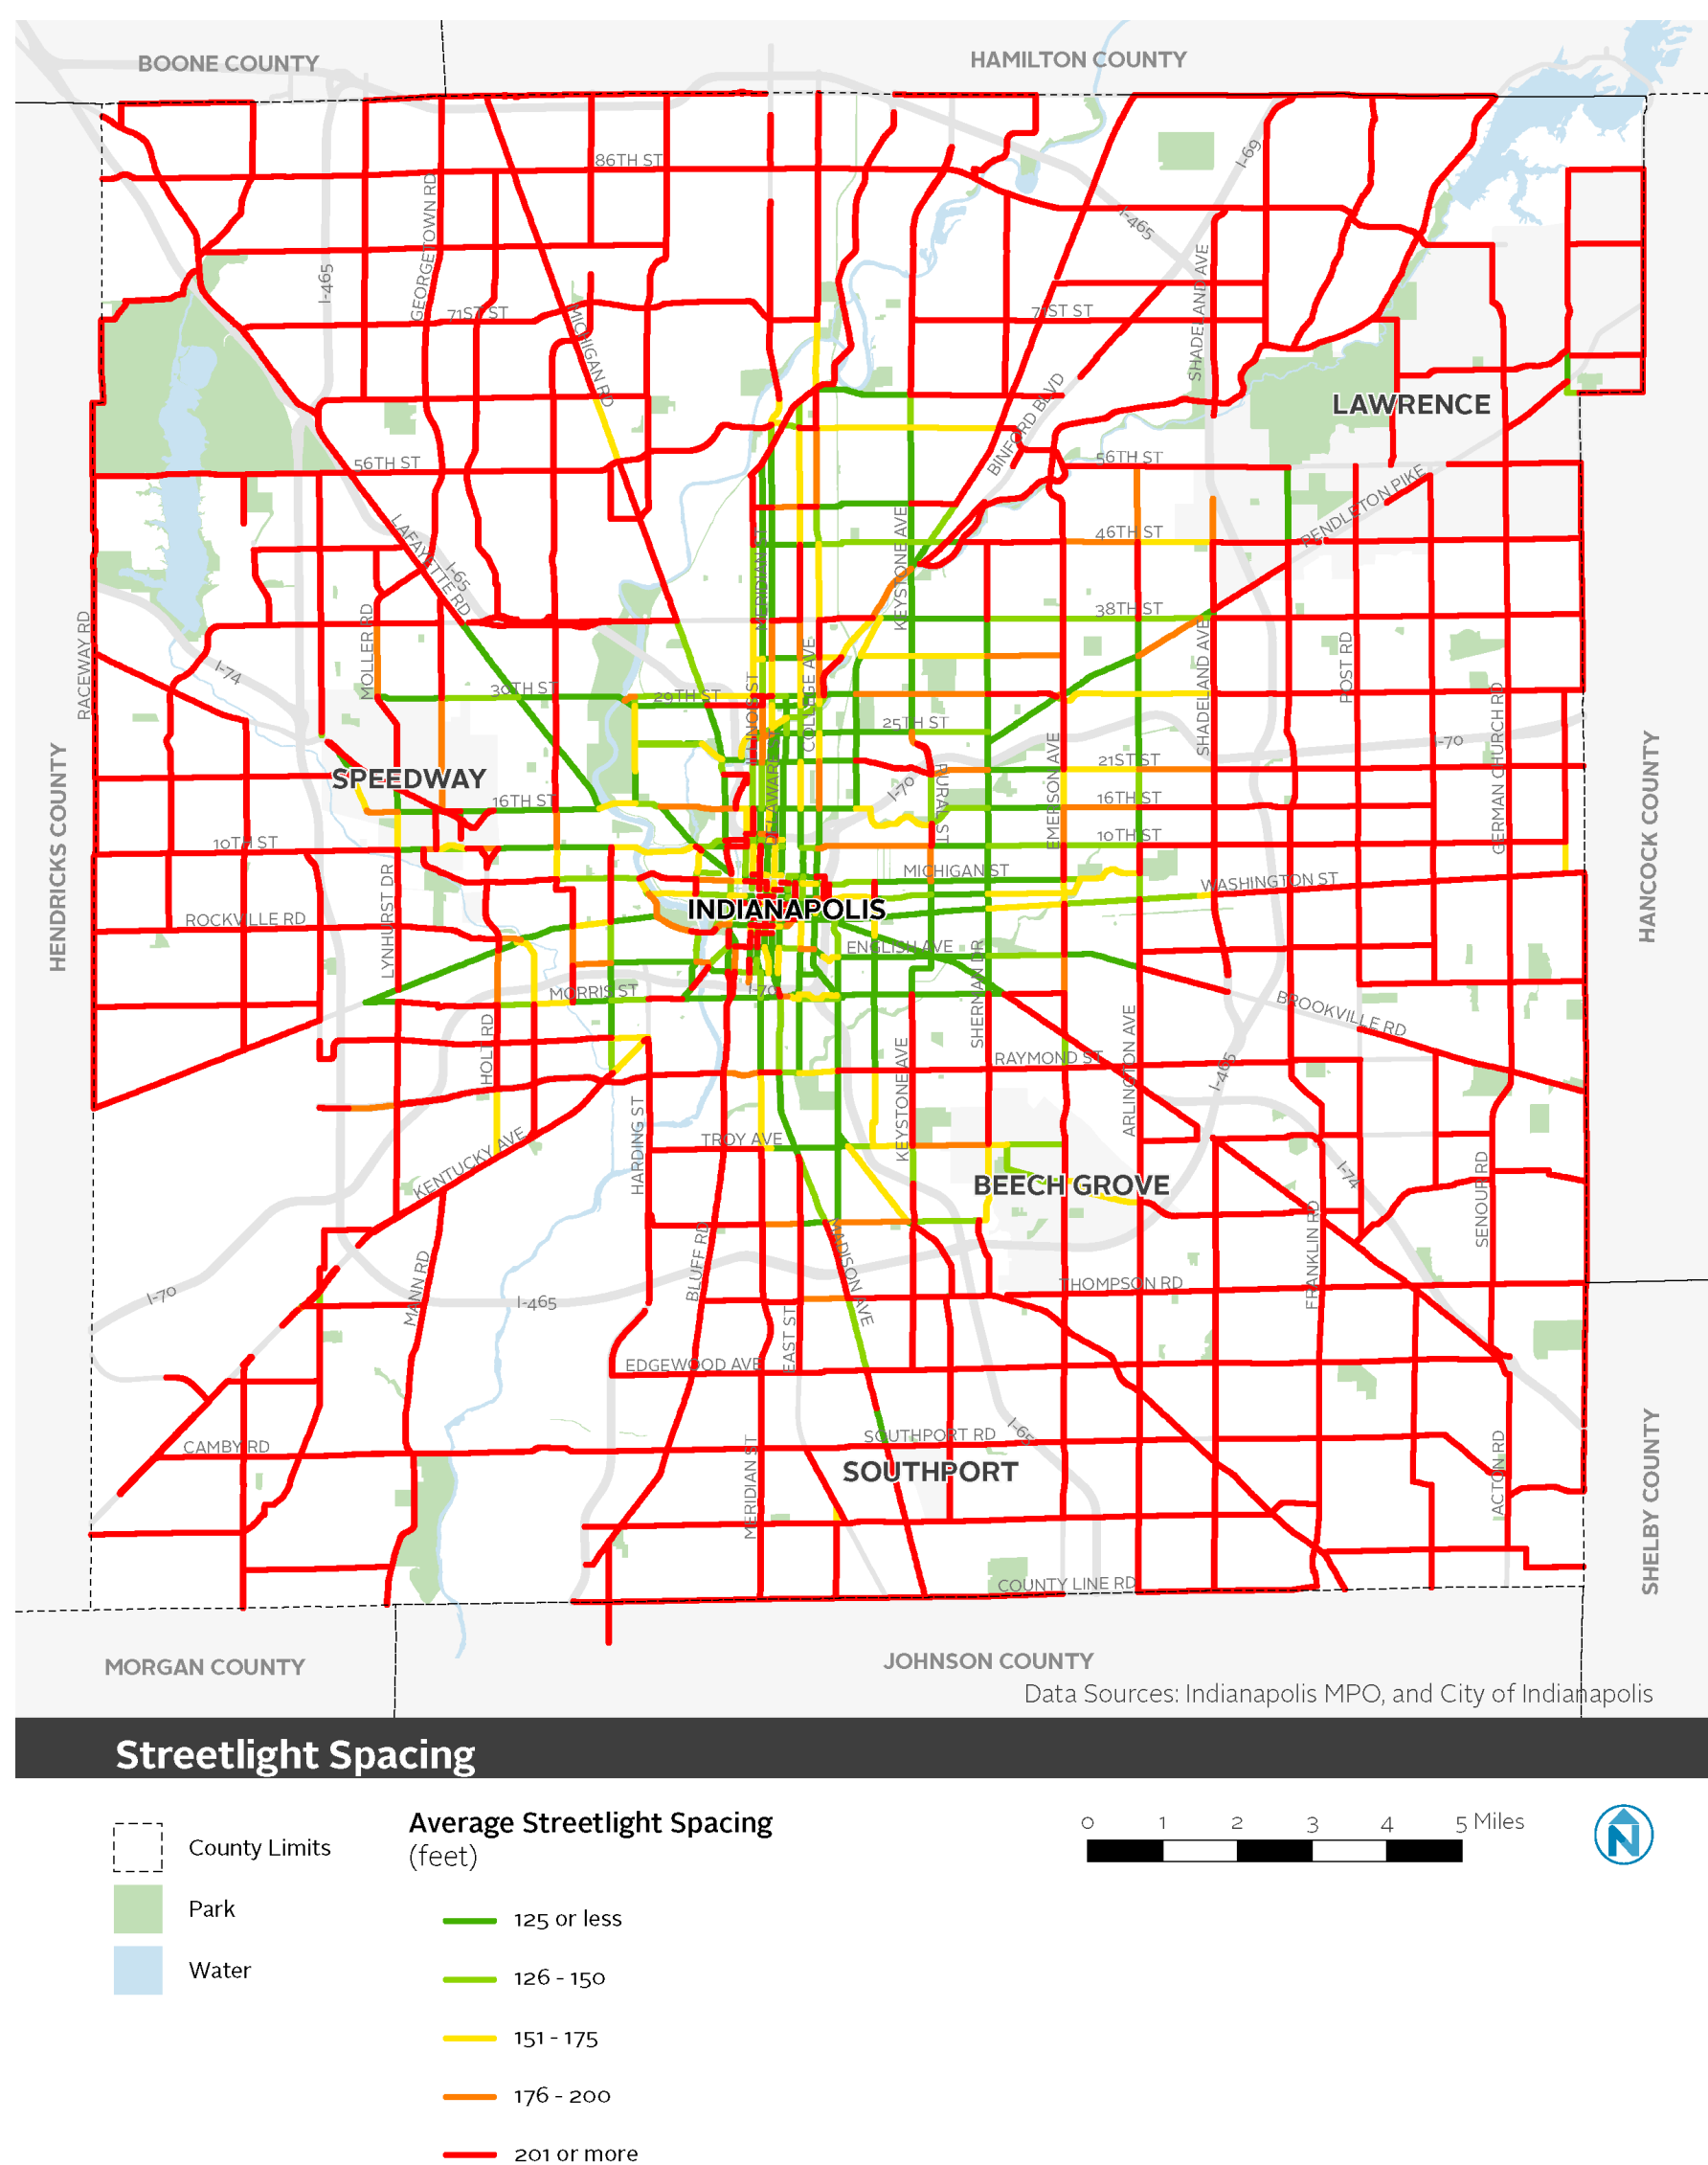 BOONE COUNTY
HAMILTON COUNTY
86TH ST
I-69
GEORGETOWN RD
I-465
I-465
SHADELAND AVE
71ST ST
71ST ST
MICHIGAN RD
BINFORD BLVD
LAWRENCE
56TH ST
56TH ST
PENDLETON PIKE
LAFAYETTE RD
I-65
MERIDIAN ST
KEYSTONE AVE
46TH ST
38TH ST
RACEWAY RD
MOLLER RD
I-74
COLLEGE AVE
SHADELAND AVE
POST RD
30TH ST
29TH ST
ILLINOIS ST
25TH ST
GERMAN CHURCH RD
I-70
HENDRICKS COUNTY
HANCOCK COUNTY
SPEEDWAY
DELAWARE ST
I-70
RURAL ST
EMERSON AVE
21ST ST
16TH ST
16TH ST
10TH ST
10TH ST
MICHIGAN ST
WASHINGTON ST
LYNHURST DR
INDIANAPOLIS
ROCKVILLE RD
ENGLISH AVE
SHERMAN DR
MORRIS ST
I-70
BROOKVILLE RD
HOLT RD
KEYSTONE AVE
RAYMOND ST
ARLINGTON AVE
I-465
HARDING ST
TROY AVE
KENTUCKY AVE
BEECH GROVE
I-74
SENOUR RD
FRANKLIN RD
BLUFF RD
MADISON AVE
MANN RD
THOMPSON RD
I-70
I-465
EAST ST
EDGEWOOD AVE
CAMBY RD
SOUTHPORT RD
I-65
SOUTHPORT
MERIDIAN ST
ACTON RD
SHELBY COUNTY
COUNTY LINE RD
MORGAN COUNTY
JOHNSON COUNTY
Data Sources: Indianapolis MPO, and City of Indianapolis
Streetlight Spacing
County Limits
Park
Water
Average Streetlight Spacing
(feet)
125 or less
126 - 150
151 - 175
176 - 200
201 or more
0 1 2 3 4 5 Miles
N